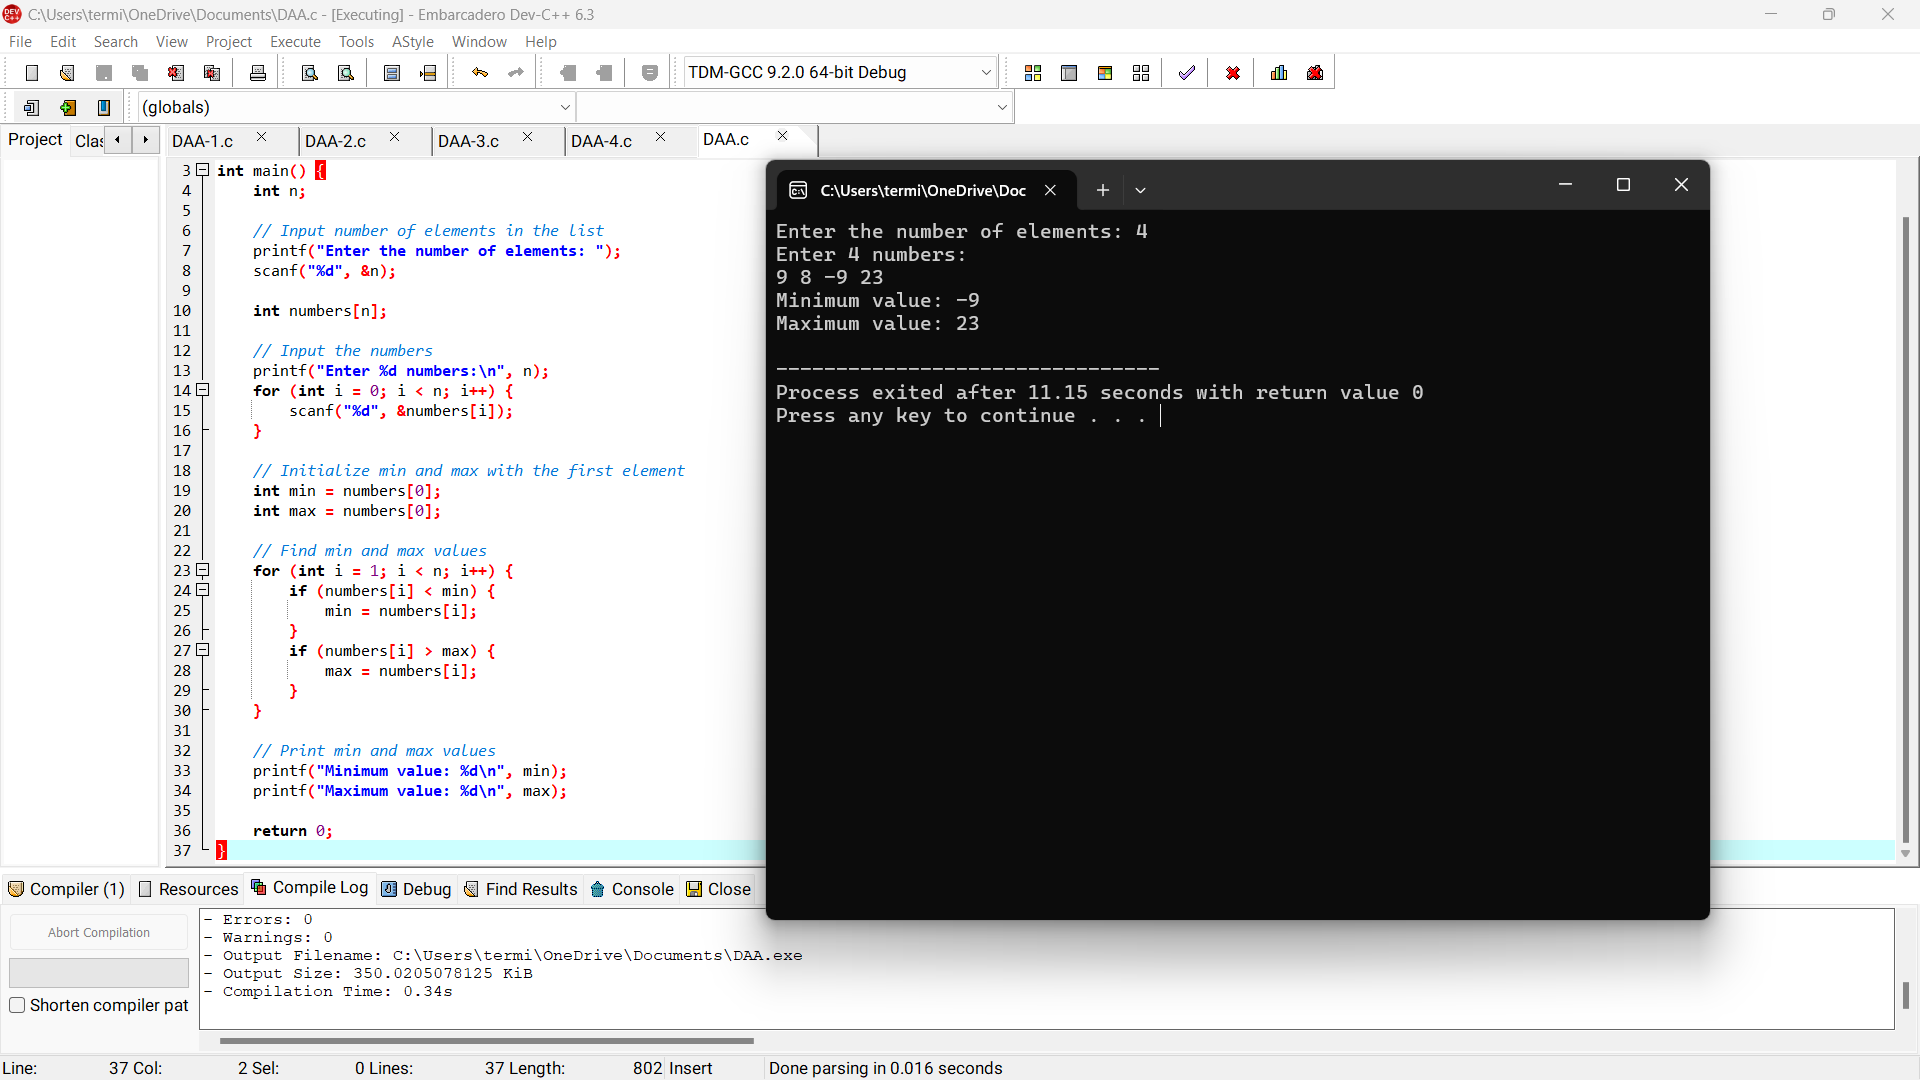 C:\Users\termi\OneDrive\Documents\DAA.c - [Executing] - Embarcadero Dev-C++ 6.3
File Edit Search View Project Execute Tools AStyle Window Help
TDM-GCC 9.2.0 64-bit Debug
(globals)
Project Clas DAA-1.c DAA-2.c DAA-3.c DAA-4.c DAA.c
3 int main() {
4 int n;
5
6 // Input number of elements in the list
7 printf("Enter the number of elements: ");
8 scanf("%d", &n);
9
10 int numbers[n];
11
12 // Input the numbers
13 printf("Enter %d numbers:\n", n);
14 for (int i = 0; i < n; i++) {
15 scanf("%d", &numbers[i]);
16 }
17
18 // Initialize min and max with the first element
19 int min = numbers[0];
20 int max = numbers[0];
21
22 // Find min and max values
23 for (int i = 1; i < n; i++) {
24 if (numbers[i] < min) {
25 min = numbers[i];
26 }
27 if (numbers[i] > max) {
28 max = numbers[i];
29 }
30 }
31
32 // Print min and max values
33 printf("Minimum value: %d\n", min);
34 printf("Maximum value: %d\n", max);
35
36 return 0;
37 }
C:\Users\termi\OneDrive\Doc
Enter the number of elements: 4
Enter 4 numbers:
9 8 -9 23
Minimum value: -9
Maximum value: 23
--------------------------------
Process exited after 11.15 seconds with return value 0
Press any key to continue . . .
Compiler (1) Resources Compile Log Debug Find Results Console Close
Abort Compilation
Shorten compiler pat
- Errors: 0
- Warnings: 0
- Output Filename: C:\Users\termi\OneDrive\Documents\DAA.exe
- Output Size: 350.0205078125 KiB
- Compilation Time: 0.34s
Line: 37 Col: 2 Sel: 0 Lines: 37 Length: 802 Insert Done parsing in 0.016 seconds